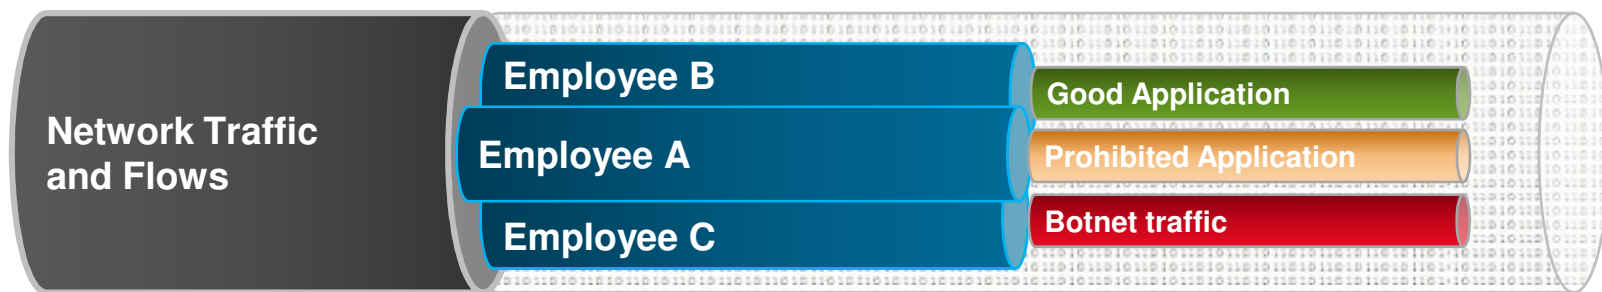 Network Traffic
and Flows
Employee B
Employee A
Employee C
Good Application
Prohibited Application
Botnet traffic